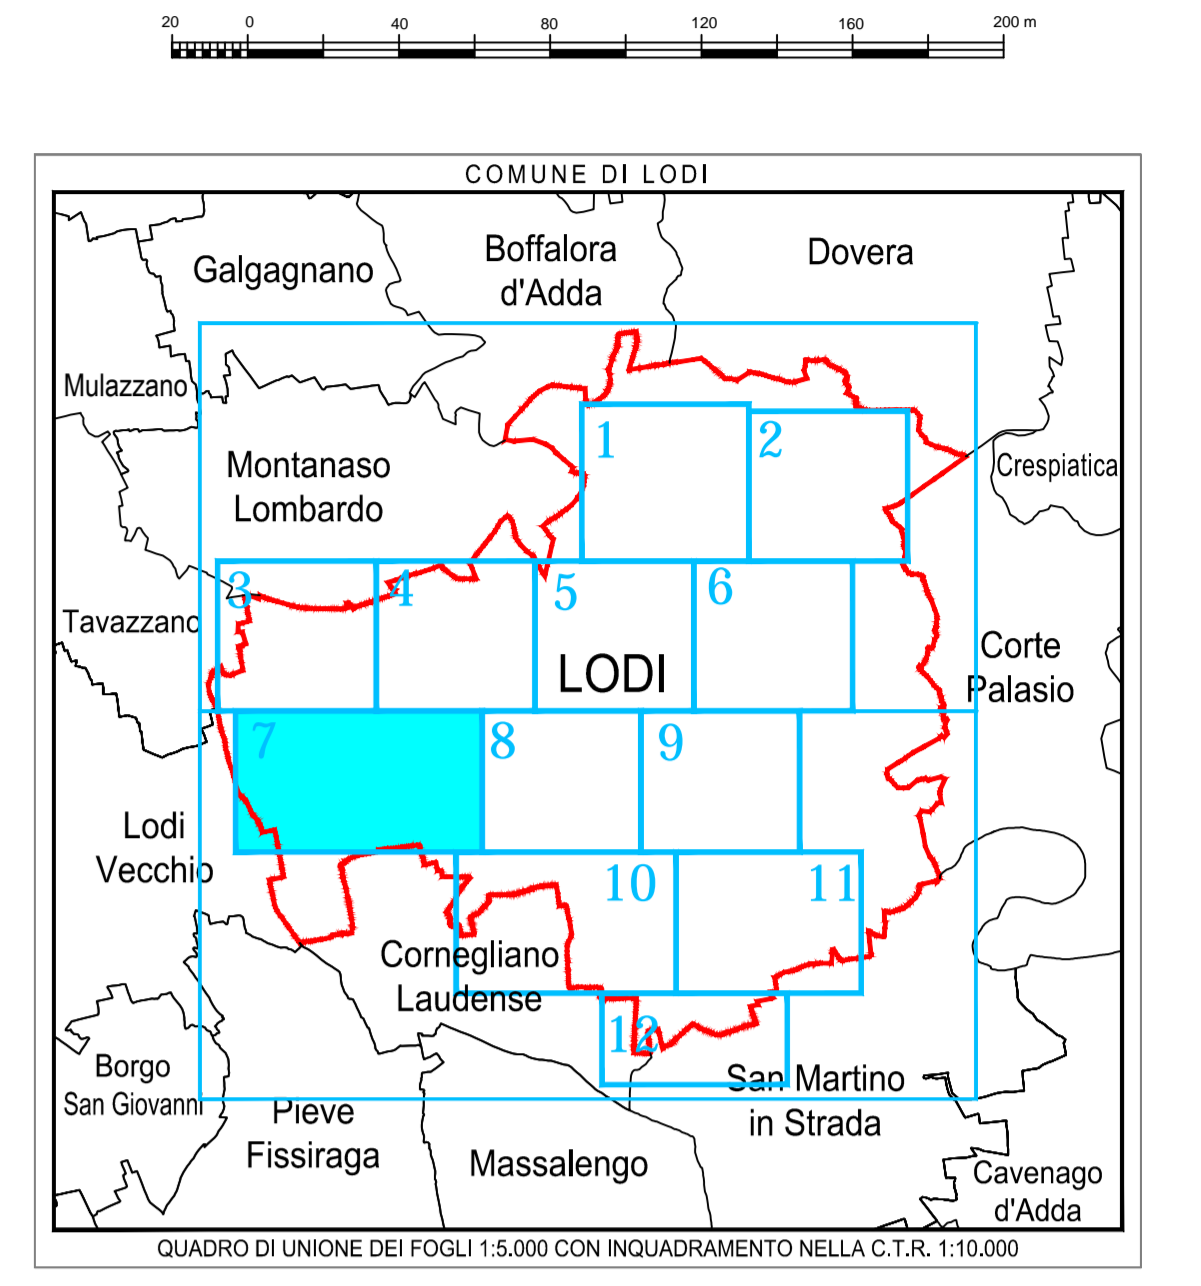 20 0 40 80 120 160 200 m
COMUNE DI LODI
Galgagnano
Boffalora
d'Adda
Dovera
Mulazzano
Montanaso
Lombardo
Crespiatica
1
2
3
4
5
6
Tavazzano
LODI
Corte
Palasio
7
8
9
Lodi
Vecchio
10
11
Cornegliano
Laudense
12
Borgo
San Giovanni
San Martino
in Strada
Pieve
Fissiraga
Massalengo
Cavenago
d'Adda
QUADRO DI UNIONE DEI FOGLI 1:5.000 CON INQUADRAMENTO NELLA C.T.R. 1:10.000